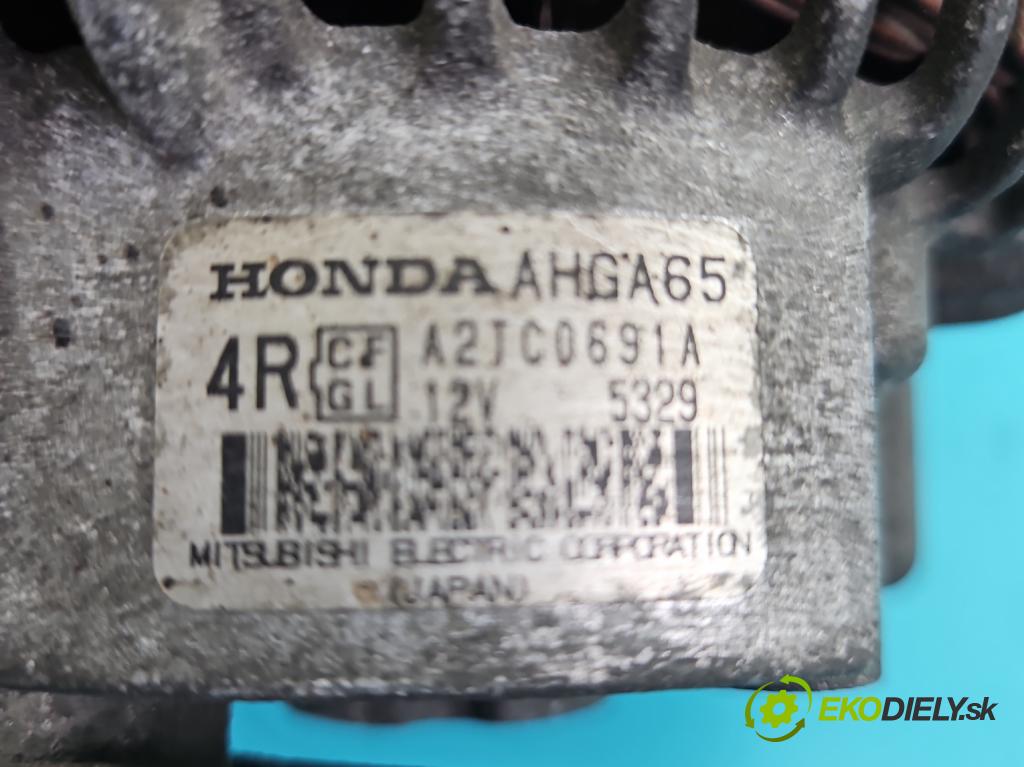 HONDA AHGA65
4R CF GL A2TC0691A
12V 5329
MITSUBISHI ELECTRIC CORPORATION
(JAPAN)
EKODIELY.sk